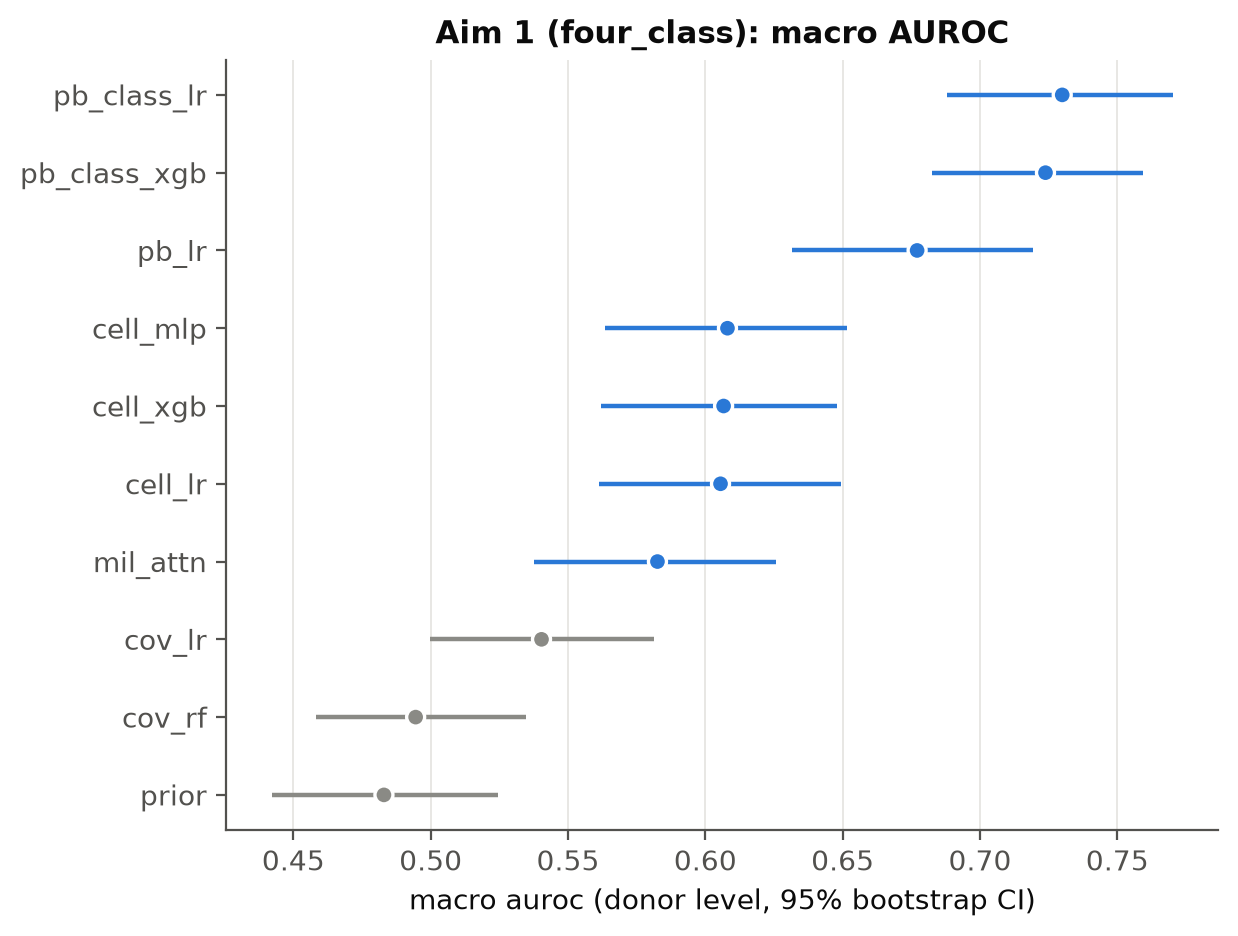 Aim 1 (four_class): macro AUROC
pb_class_lr
pb_class_xgb
pb_lr
cell_mlp
cell_xgb
cell_lr
mil_attn
cov_lr
cov_rf
prior
0.45 0.50 0.55 0.60 0.65 0.70 0.75
macro auroc (donor level, 95% bootstrap CI)